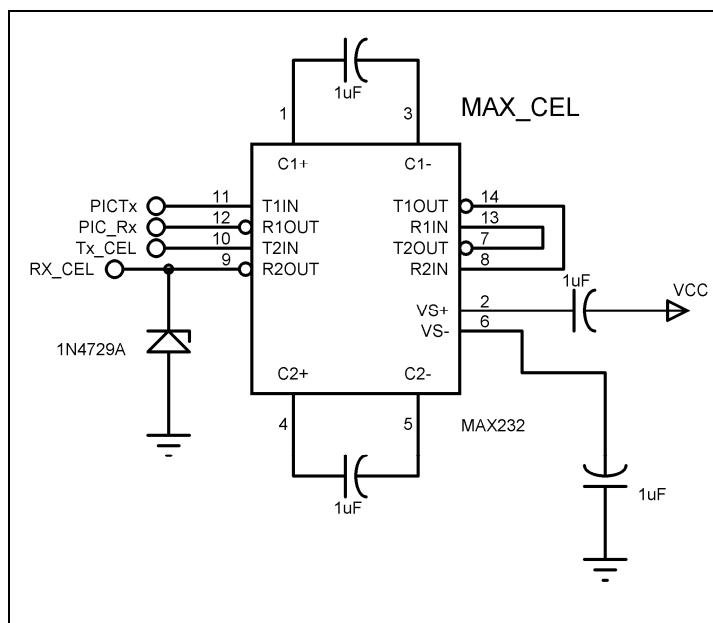 1uF
MAX_CEL
1
3
C1+
C1-
PICTx
11
T1IN
T1OUT
14
PIC_Rx
12
R1OUT
R1IN
13
Tx_CEL
10
T2IN
T2OUT
7
RX_CEL
9
R2OUT
R2IN
8
1uF
VCC
VS+
2
VS-
6
1N4729A
C2+
C2-
4
5
MAX232
1uF
1uF